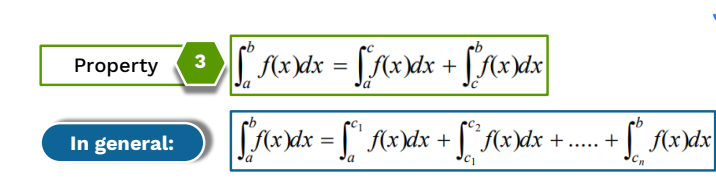 Property 3 ∫_a^b f(x)dx = ∫_a^c f(x)dx + ∫_c^b f(x)dx
In general: ∫_a^b f(x)dx = ∫_a^{c_1} f(x)dx + ∫_{c_1}^{c_2} f(x)dx + ..... + ∫_{c_n}^b f(x)dx